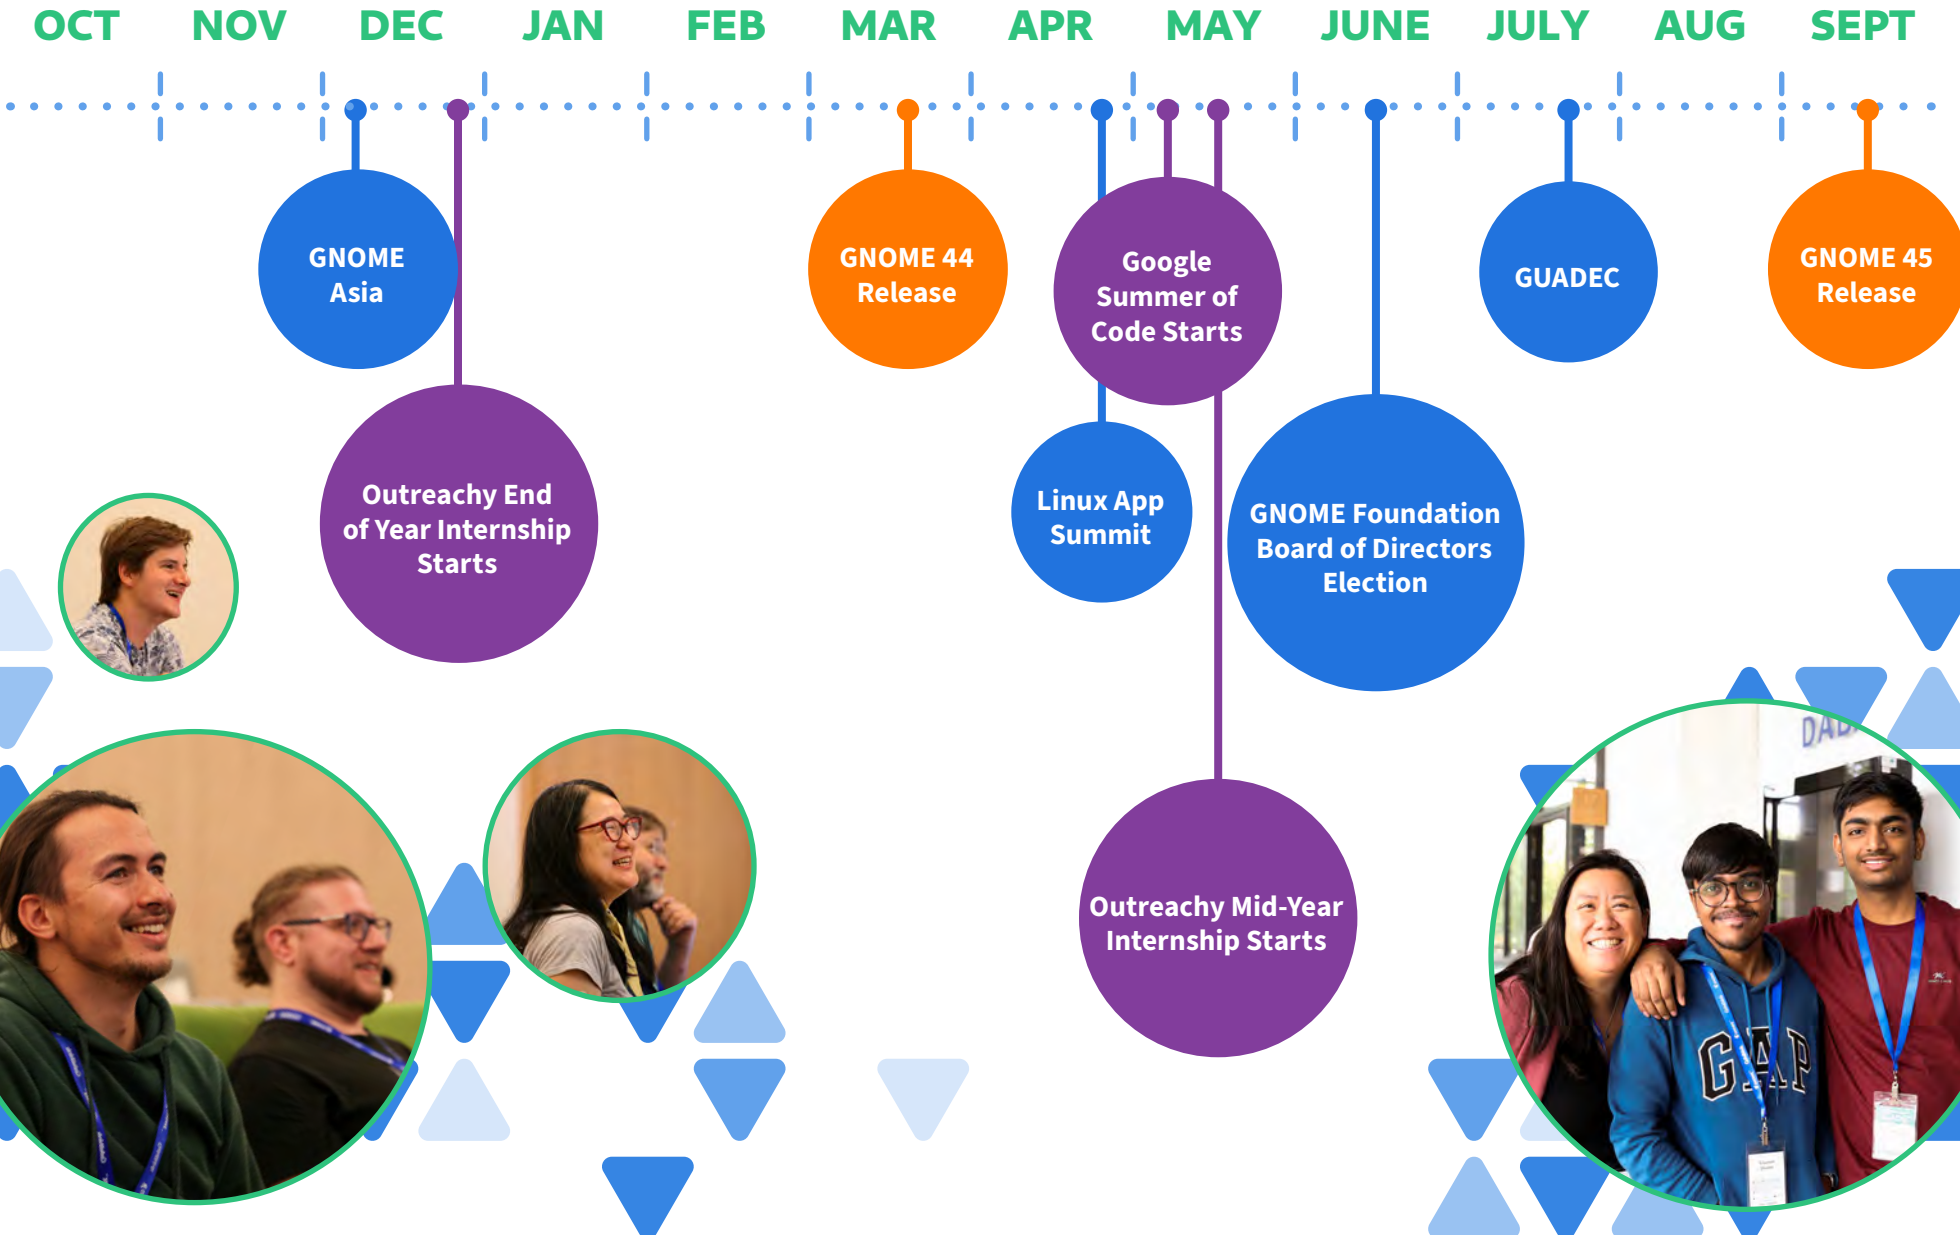 OCT NOV DEC JAN FEB MAR APR MAY JUNE JULY AUG SEPT
GNOME
Asia
GNOME 44
Release
Google
Summer of
Code Starts
GUADEC
GNOME 45
Release
Outreachy End
of Year Internship
Starts
Linux App
Summit
GNOME Foundation
Board of Directors
Election
Outreachy Mid-Year
Internship Starts
GAP